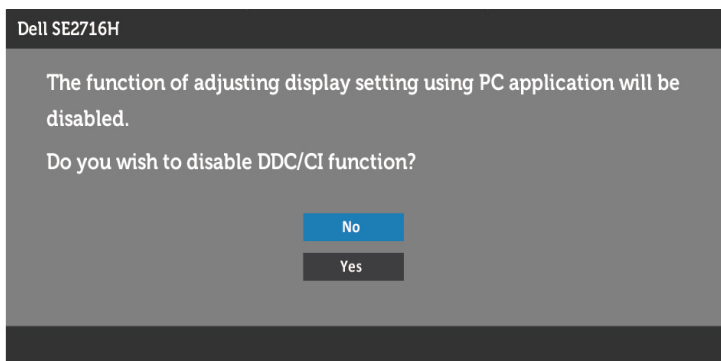 Dell SE2716H
The function of adjusting display setting using PC application will be
disabled.
Do you wish to disable DDC/CI function?
No
Yes